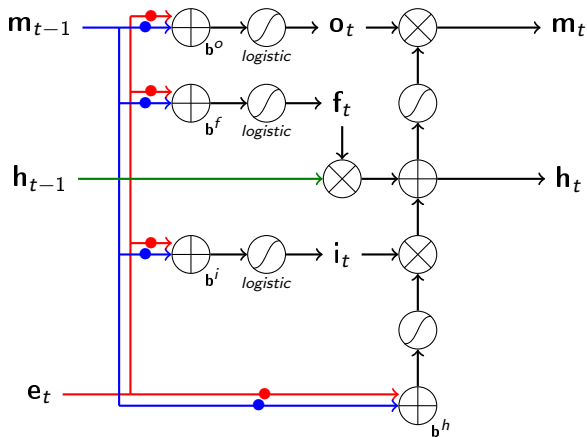 m_{t−1} o_t m_t
b^o
logistic
f_t
b^f
logistic
h_{t−1} h_t
i_t
b^i
logistic
e_t
b^h